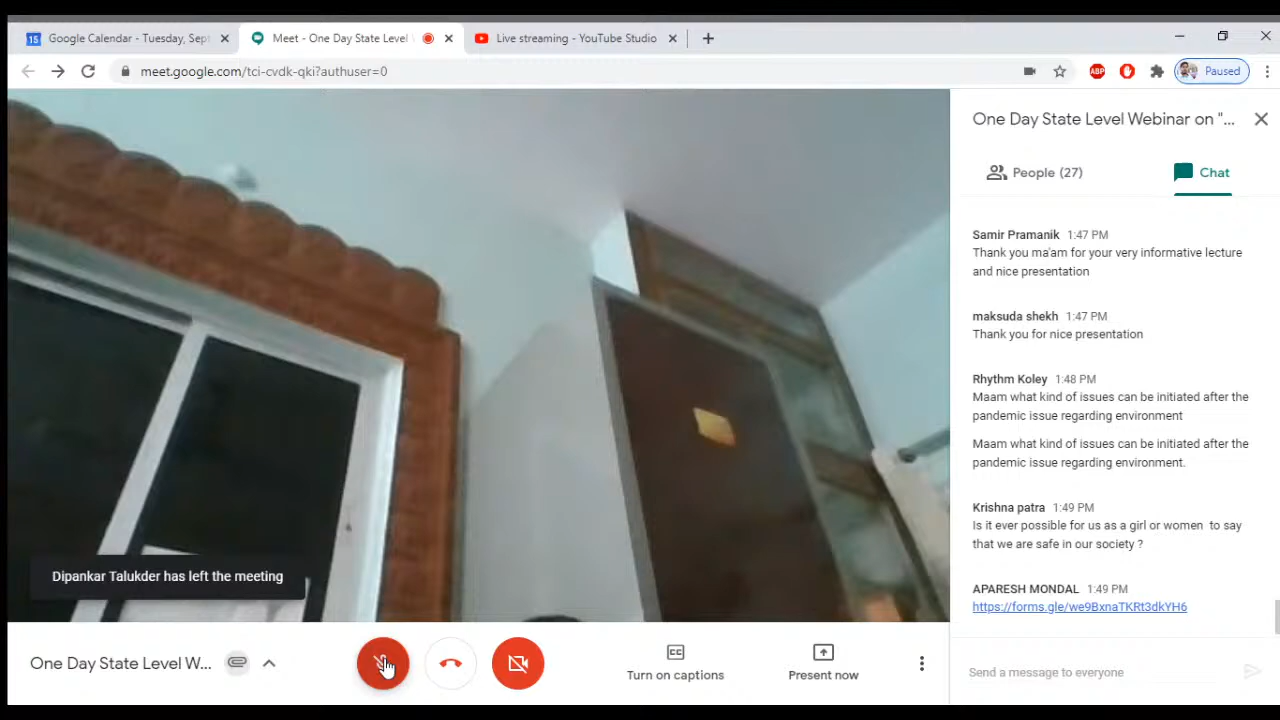 15
Google Calendar - Tuesday, Sept
Meet - One Day State Level
Live streaming - YouTube Studio
meet.google.com/tci-cvdk-qki?authuser=0
ABP
Paused
One Day State Level Webinar on "...
People (27)
Chat
Samir Pramanik 1:47 PM
Thank you ma'am for your very informative lecture
and nice presentation
maksuda shekh 1:47 PM
Thank you for nice presentation
Rhythm Koley 1:48 PM
Maam what kind of issues can be initiated after the
pandemic issue regarding environment
Maam what kind of issues can be initiated after the
pandemic issue regarding environment.
Krishna patra 1:49 PM
Is it ever possible for us as a girl or women to say
that we are safe in our society ?
APARESH MONDAL 1:49 PM
https://forms.gle/we9BxnaTKRt3dkYH6
Dipankar Talukder has left the meeting
One Day State Level W...
CC
Turn on captions
Present now
Send a message to everyone